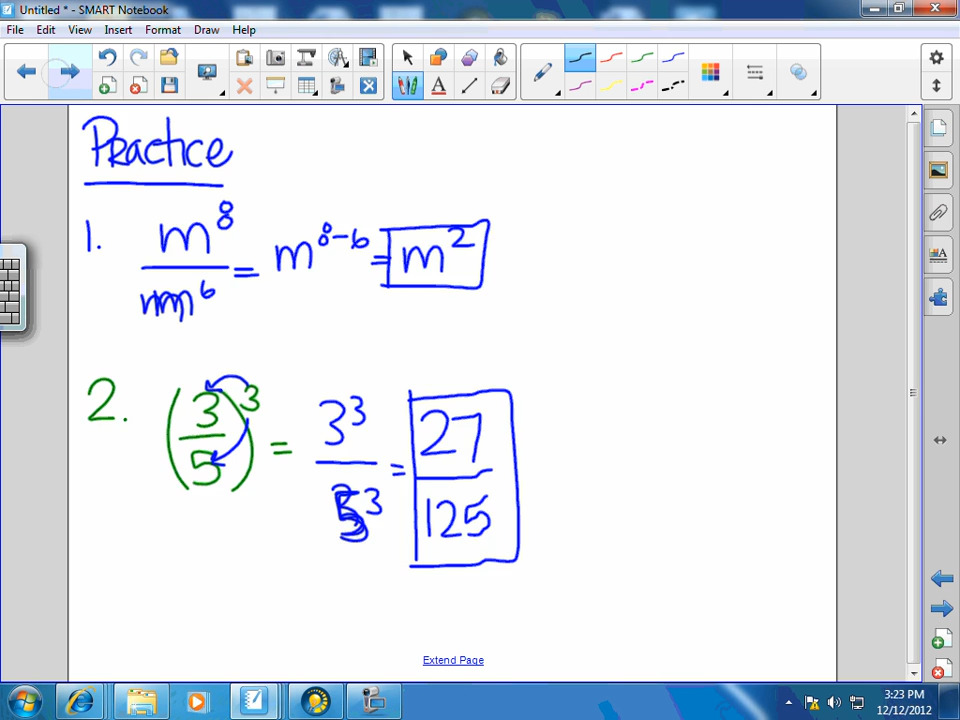 Untitled * - SMART Notebook
File Edit View Insert Format Draw Help
Practice
1. m^8/m^6 = m^(8-6) = m^2
2. (3/5)^3 = 3^3/5^3 = 27/125
Extend Page
3:23 PM
12/12/2012